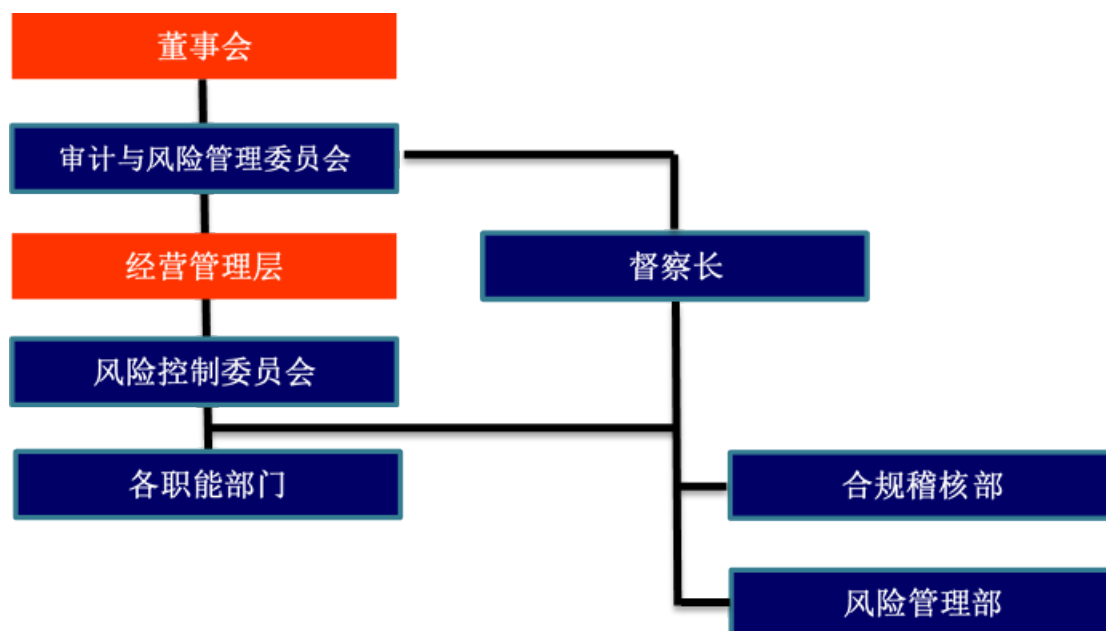 董事会
审计与风险管理委员会
经营管理层
督察长
风险控制委员会
各职能部门
合规稽核部
风险管理部